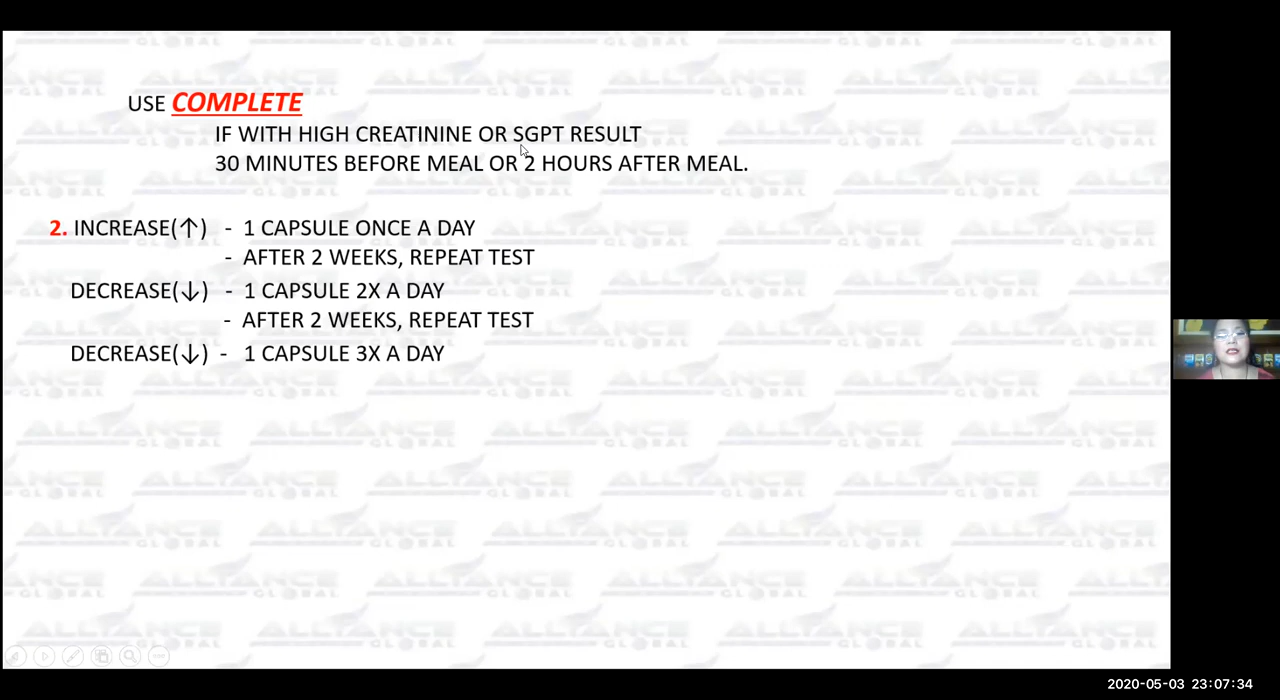 USE COMPLETE
IF WITH HIGH CREATININE OR SGPT RESULT
30 MINUTES BEFORE MEAL OR 2 HOURS AFTER MEAL.
2. INCREASE(↑) - 1 CAPSULE ONCE A DAY
- AFTER 2 WEEKS, REPEAT TEST
DECREASE(↓) - 1 CAPSULE 2X A DAY
- AFTER 2 WEEKS, REPEAT TEST
DECREASE(↓) - 1 CAPSULE 3X A DAY
ALLIANCE
GLOBAL
2020-05-03 23:07:34